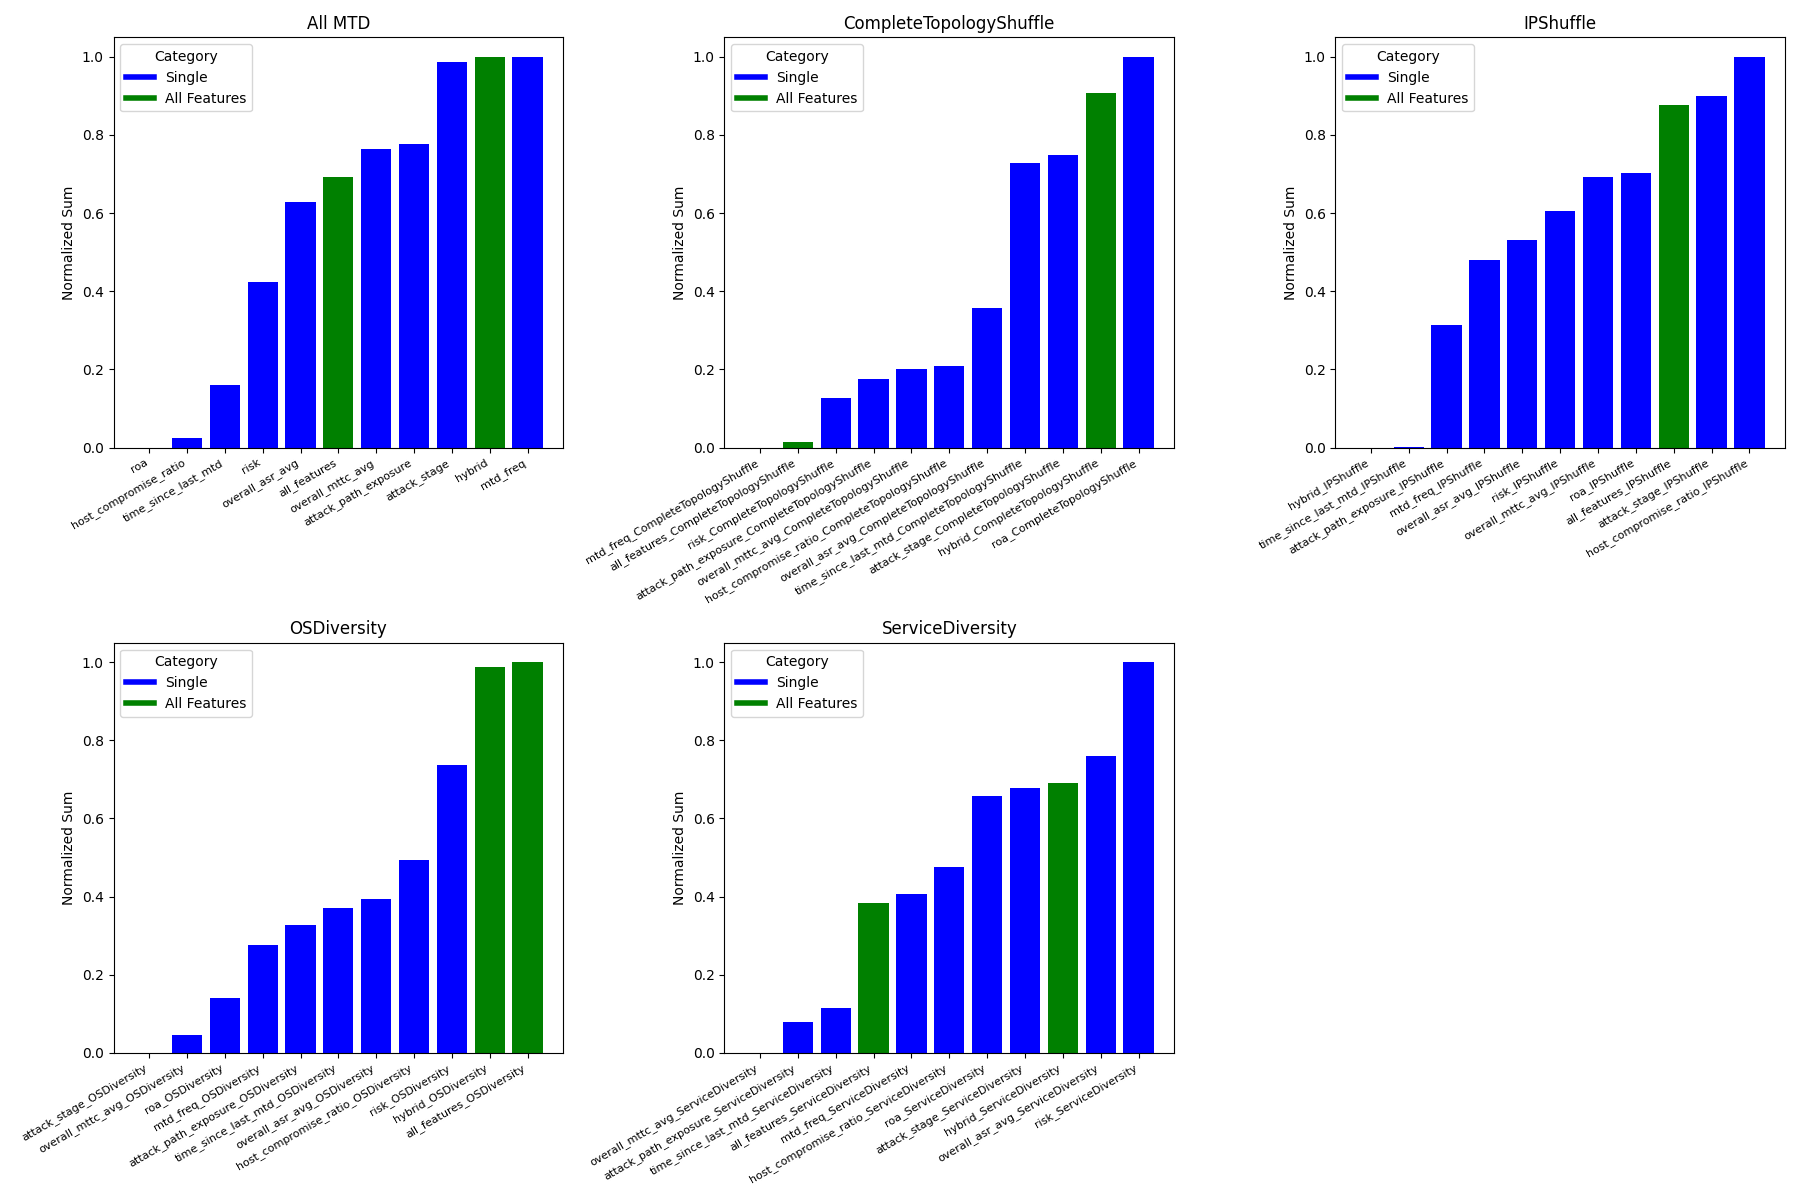 All MTD
Category
Single
All Features
Normalized Sum
1.0
0.8
0.6
0.4
0.2
0.0
roa
host_compromise_ratio
time_since_last_mtd
risk
overall_asr_avg
all_features
overall_mttc_avg
attack_path_exposure
attack_stage
hybrid
mtd_freq
CompleteTopologyShuffle
Category
Single
All Features
Normalized Sum
1.0
0.8
0.6
0.4
0.2
0.0
mtd_freq_CompleteTopologyShuffle
all_features_CompleteTopologyShuffle
risk_CompleteTopologyShuffle
attack_path_exposure_CompleteTopologyShuffle
overall_mttc_avg_CompleteTopologyShuffle
host_compromise_ratio_CompleteTopologyShuffle
overall_asr_avg_CompleteTopologyShuffle
time_since_last_mtd_CompleteTopologyShuffle
attack_stage_CompleteTopologyShuffle
hybrid_CompleteTopologyShuffle
roa_CompleteTopologyShuffle
IPShuffle
Category
Single
All Features
Normalized Sum
1.0
0.8
0.6
0.4
0.2
0.0
hybrid_IPShuffle
time_since_last_mtd_IPShuffle
attack_path_exposure_IPShuffle
mtd_freq_IPShuffle
overall_asr_avg_IPShuffle
risk_IPShuffle
overall_mttc_avg_IPShuffle
roa_IPShuffle
all_features_IPShuffle
attack_stage_IPShuffle
host_compromise_ratio_IPShuffle
OSDiversity
Category
Single
All Features
Normalized Sum
1.0
0.8
0.6
0.4
0.2
0.0
attack_stage_OSDiversity
overall_mttc_avg_OSDiversity
roa_OSDiversity
mtd_freq_OSDiversity
attack_path_exposure_OSDiversity
time_since_last_mtd_OSDiversity
overall_asr_avg_OSDiversity
host_compromise_ratio_OSDiversity
risk_OSDiversity
hybrid_OSDiversity
all_features_OSDiversity
ServiceDiversity
Category
Single
All Features
Normalized Sum
1.0
0.8
0.6
0.4
0.2
0.0
overall_mttc_avg_ServiceDiversity
attack_path_exposure_ServiceDiversity
time_since_last_mtd_ServiceDiversity
all_features_ServiceDiversity
mtd_freq_ServiceDiversity
host_compromise_ratio_ServiceDiversity
roa_ServiceDiversity
attack_stage_ServiceDiversity
hybrid_ServiceDiversity
overall_asr_avg_ServiceDiversity
risk_ServiceDiversity